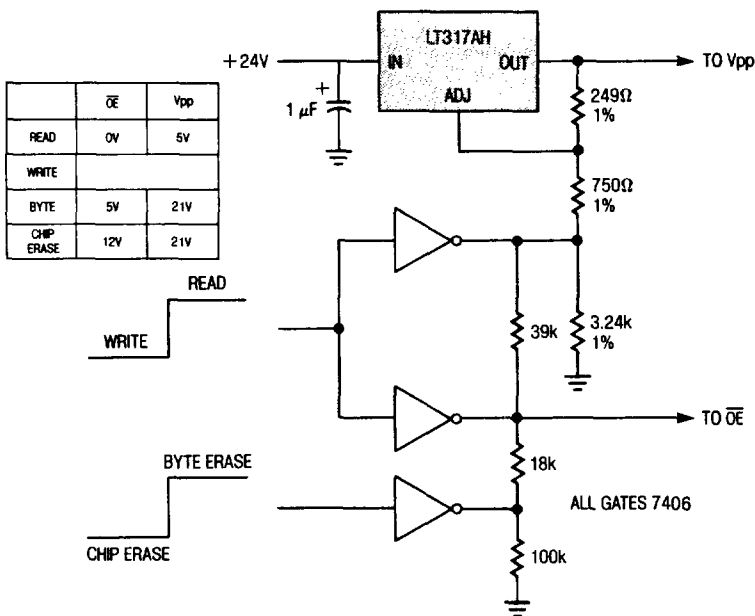 LT317AH
+24V
IN
OUT
TO Vpp
ADJ
+
1 µF
249Ω
1%
750Ω
1%
OE Vpp
READ 0V 5V
WRITE
BYTE 5V 21V
CHIP
ERASE 12V 21V
READ
WRITE
39k
3.24k
1%
TO OE
18k
BYTE ERASE
ALL GATES 7406
CHIP ERASE
100k